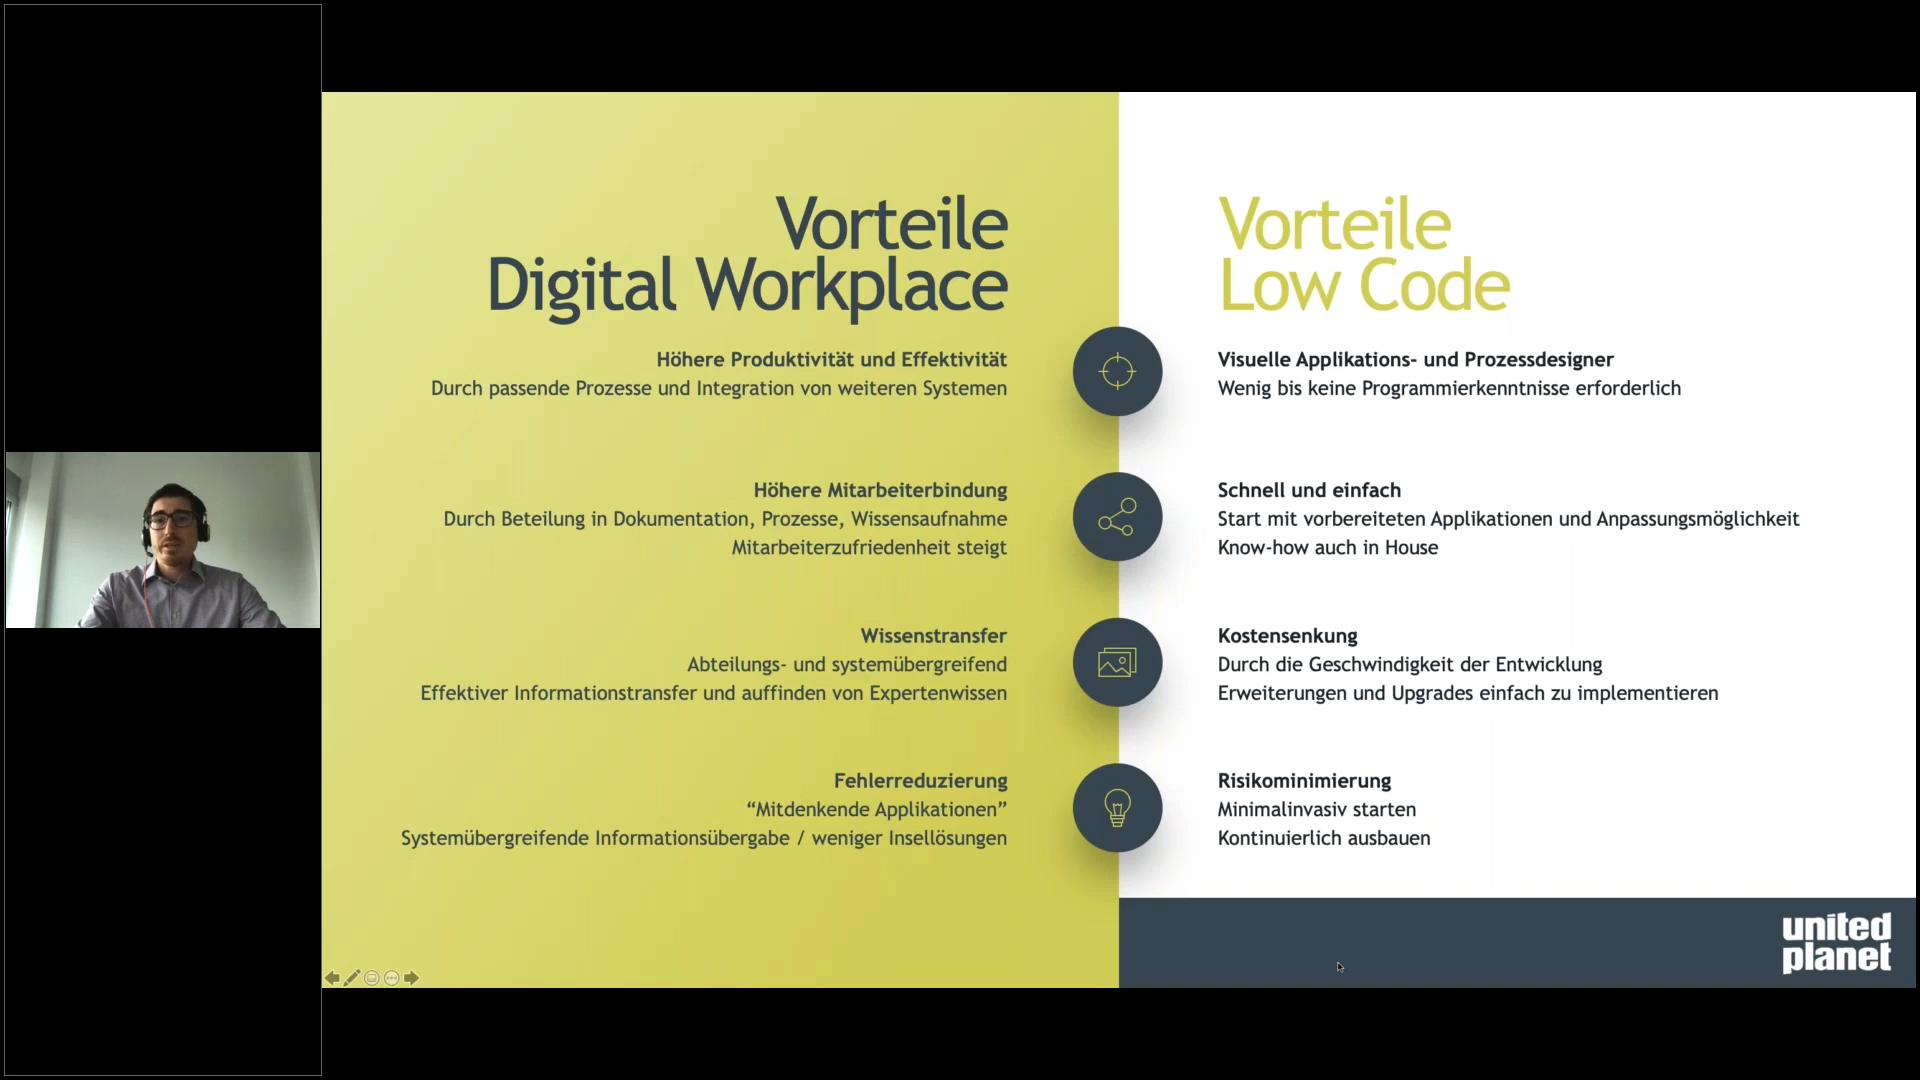 Vorteile
Digital Workplace
Höhere Produktivität und Effektivität
Durch passende Prozesse und Integration von weiteren Systemen
Höhere Mitarbeiterbindung
Durch Beteilung in Dokumentation, Prozesse, Wissensaufnahme
Mitarbeiterzufriedenheit steigt
Wissenstransfer
Abteilungs- und systemübergreifend
Effektiver Informationstransfer und auffinden von Expertenwissen
Fehlerreduzierung
“Mitdenkende Applikationen”
Systemübergreifende Informationsübergabe / weniger Insellösungen
Vorteile
Low Code
Visuelle Applikations- und Prozessdesigner
Wenig bis keine Programmierkenntnisse erforderlich
Schnell und einfach
Start mit vorbereiteten Applikationen und Anpassungsmöglichkeit
Know-how auch in House
Kostensenkung
Durch die Geschwindigkeit der Entwicklung
Erweiterungen und Upgrades einfach zu implementieren
Risikominimierung
Minimalinvasiv starten
Kontinuierlich ausbauen
united
planet